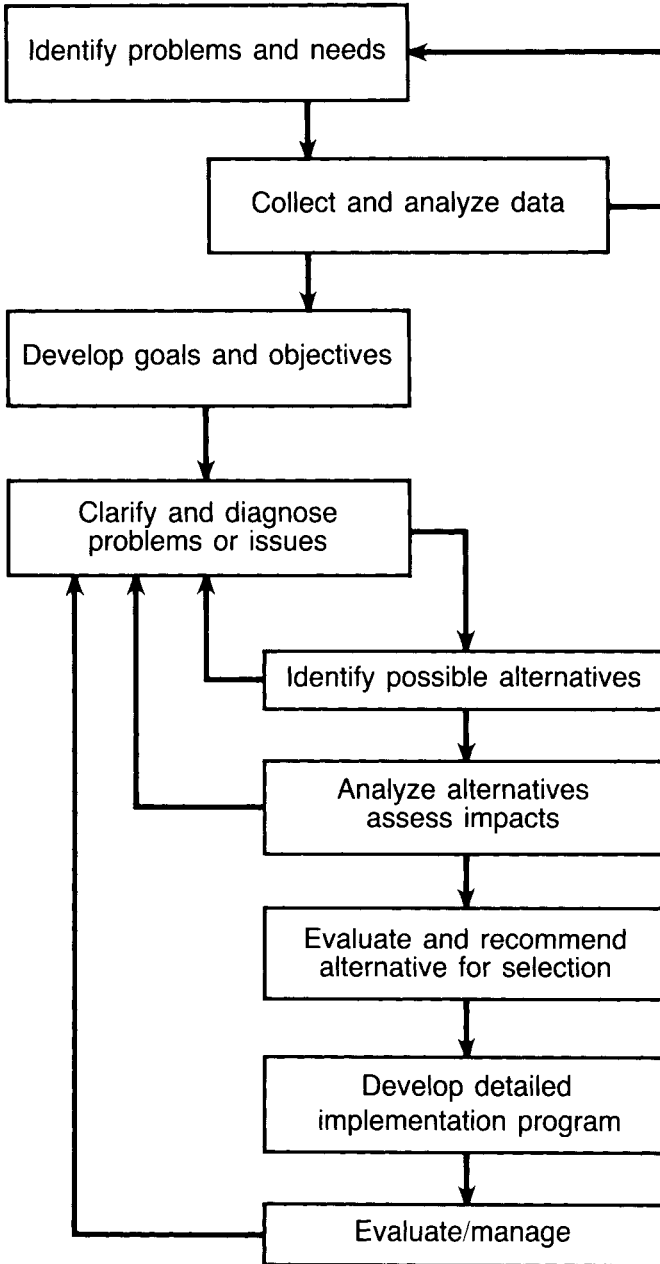 Identify problems and needs
Collect and analyze data
Develop goals and objectives
Clarify and diagnose
problems or issues
Identify possible alternatives
Analyze alternatives
assess impacts
Evaluate and recommend
alternative for selection
Develop detailed
implementation program
Evaluate/manage